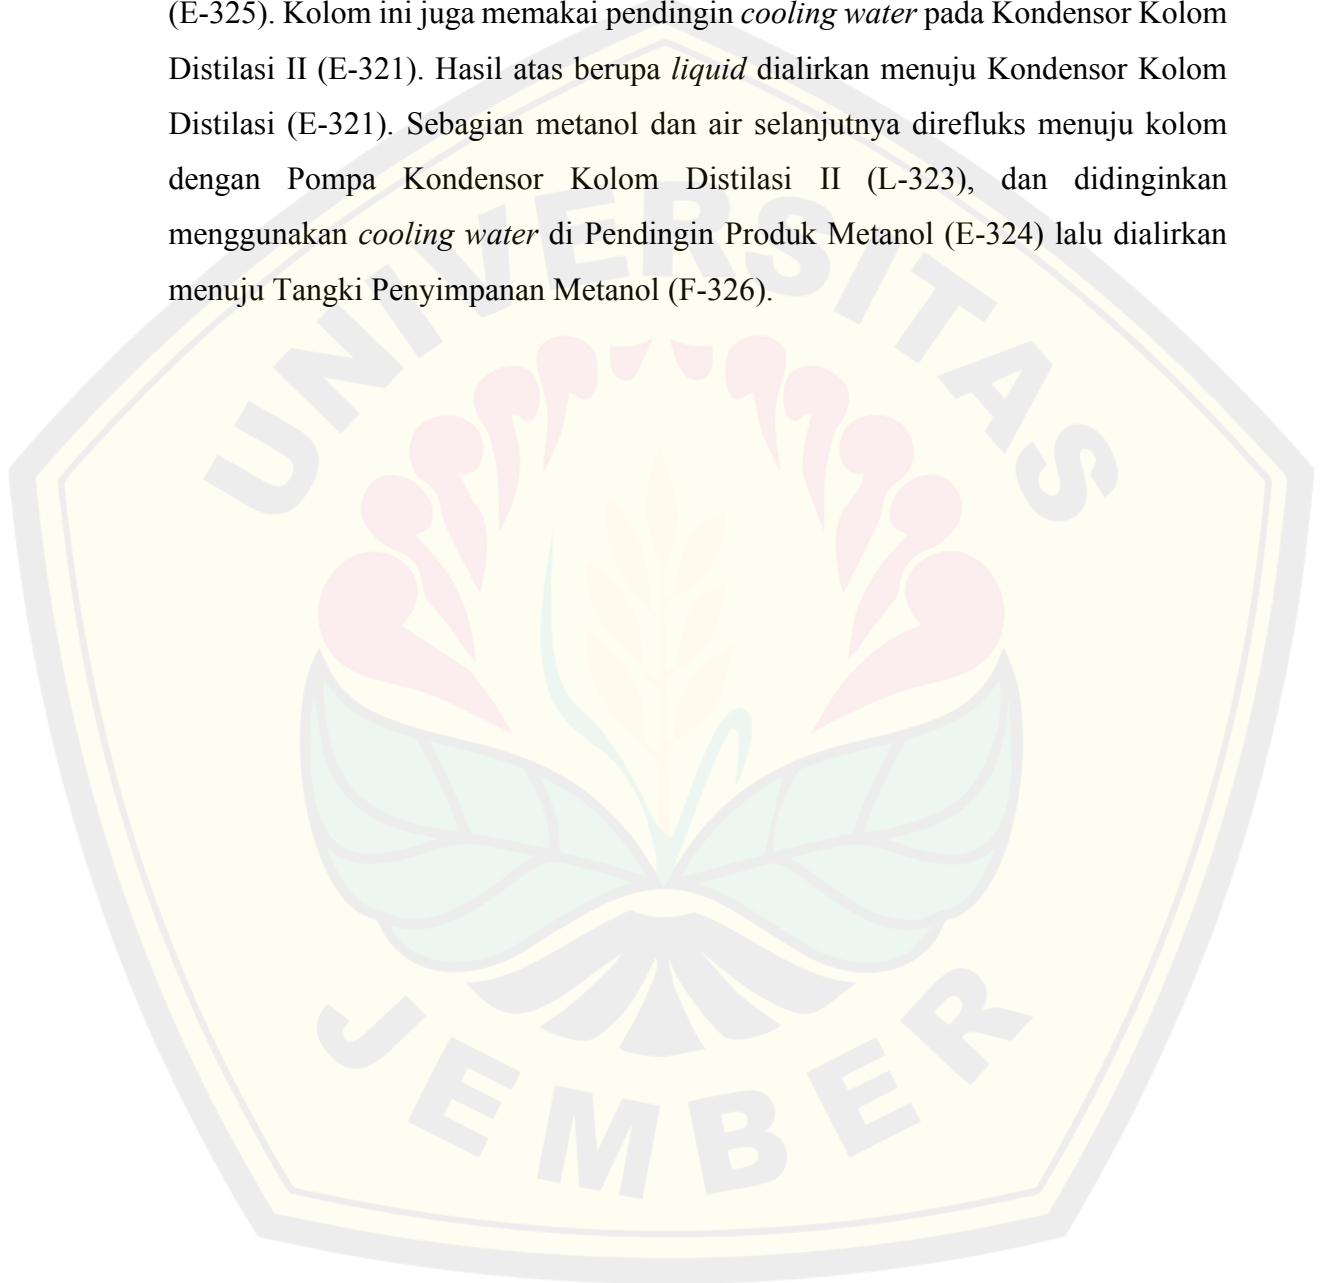 (E-325). Kolom ini juga memakai pendingin cooling water pada Kondensor Kolom
Distilasi II (E-321). Hasil atas berupa liquid dialirkan menuju Kondensor Kolom
Distilasi (E-321). Sebagian metanol dan air selanjutnya direfluks menuju kolom
dengan Pompa Kondensor Kolom Distilasi II (L-323), dan didinginkan
menggunakan cooling water di Pendingin Produk Metanol (E-324) lalu dialirkan
menuju Tangki Penyimpanan Metanol (F-326).
UNIVERSITAS
JEMBER